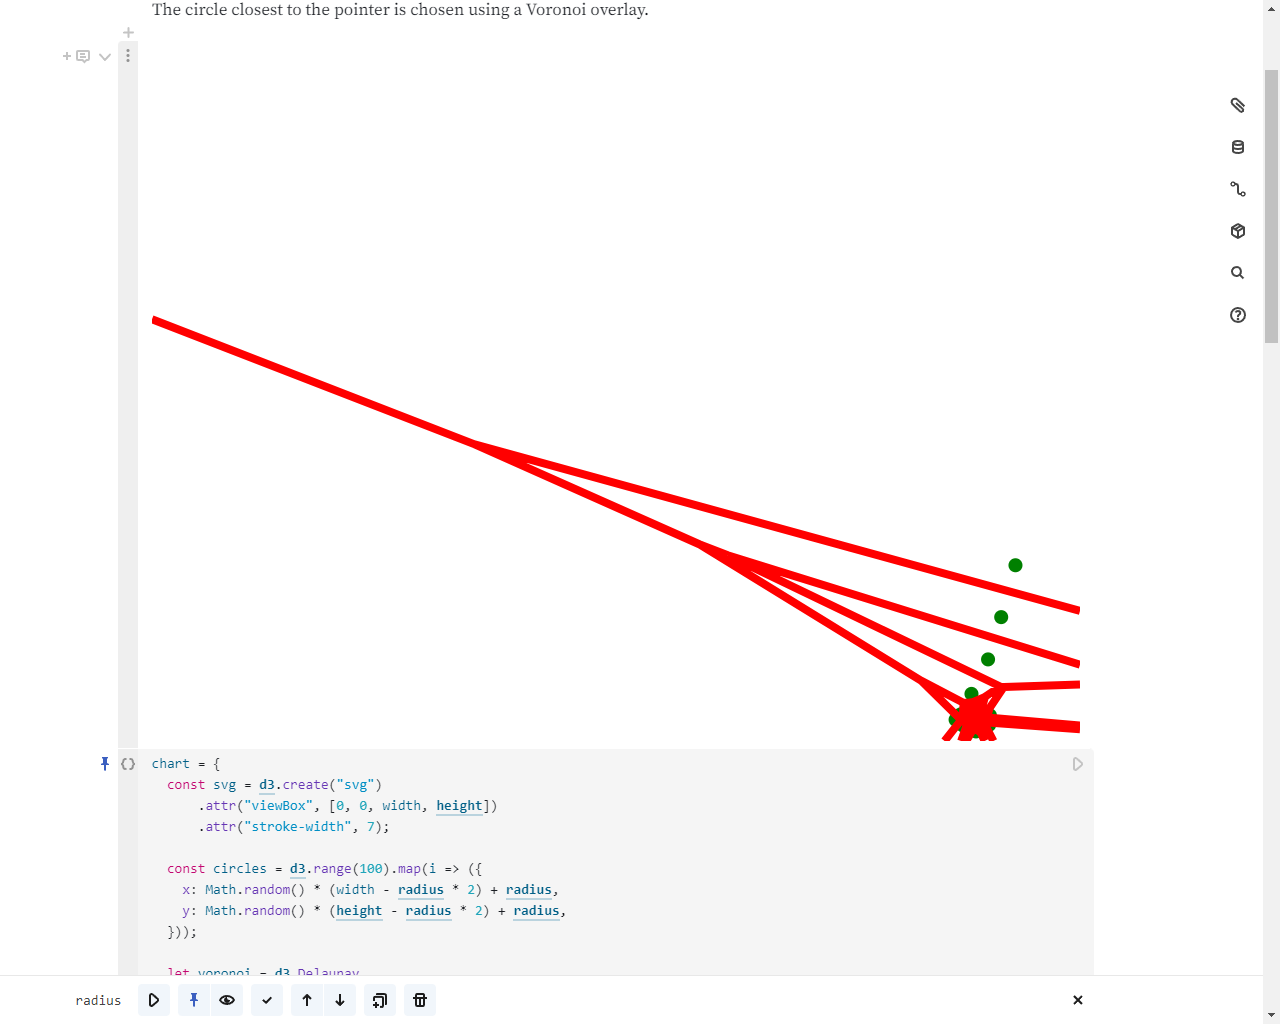 The circle closest to the pointer is chosen using a Voronoi overlay.
chart = {
const svg = d3.create("svg")
.attr("viewBox", [0, 0, width, height])
.attr("stroke-width", 7);
const circles = d3.range(100).map(i => ({
x: Math.random() * (width - radius * 2) + radius,
y: Math.random() * (height - radius * 2) + radius,
}));
let voronoi = d3.Delaunay
radius